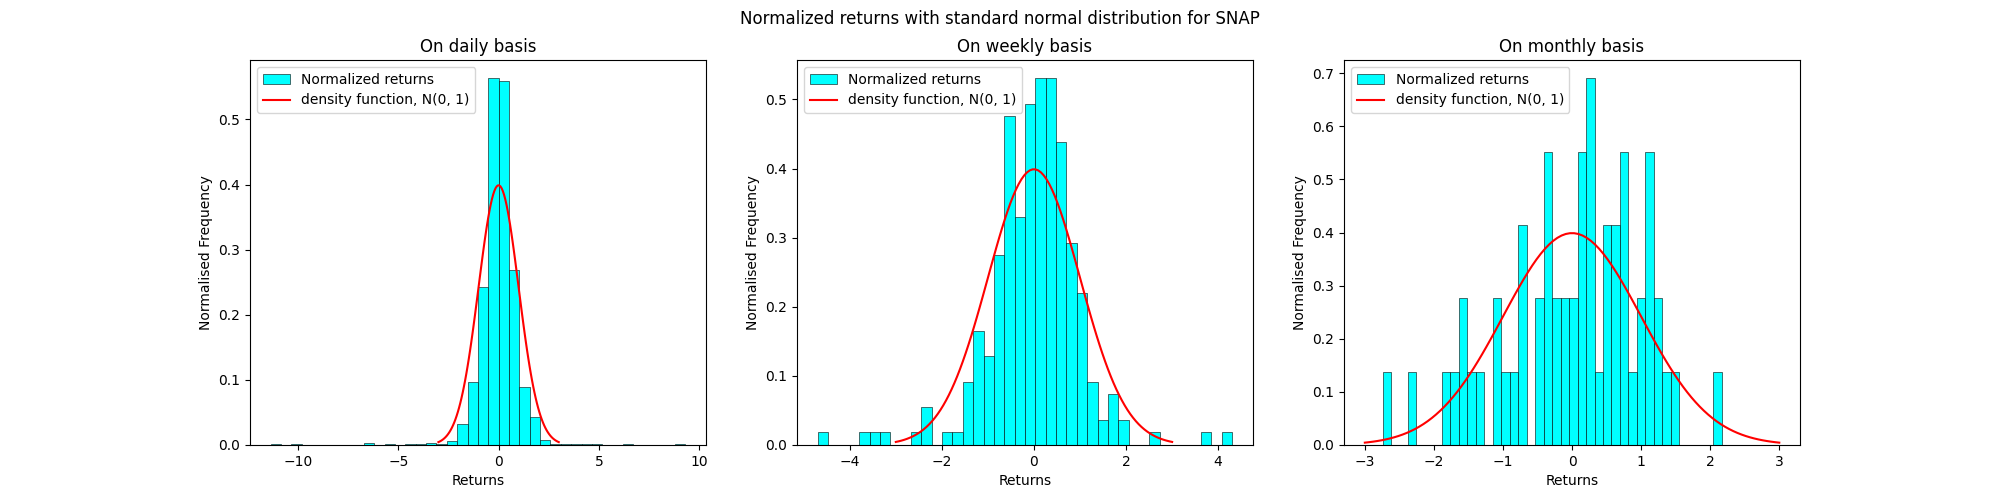 Normalized returns with standard normal distribution for SNAP
On daily basis
Normalized returns
density function, N(0, 1)
Normalised Frequency
0.5
0.4
0.3
0.2
0.1
0.0
−10
−5
0
5
10
Returns
On weekly basis
Normalized returns
density function, N(0, 1)
Normalised Frequency
0.5
0.4
0.3
0.2
0.1
0.0
−4
−2
0
2
4
Returns
On monthly basis
Normalized returns
density function, N(0, 1)
Normalised Frequency
0.7
0.6
0.5
0.4
0.3
0.2
0.1
0.0
−3
−2
−1
0
1
2
3
Returns